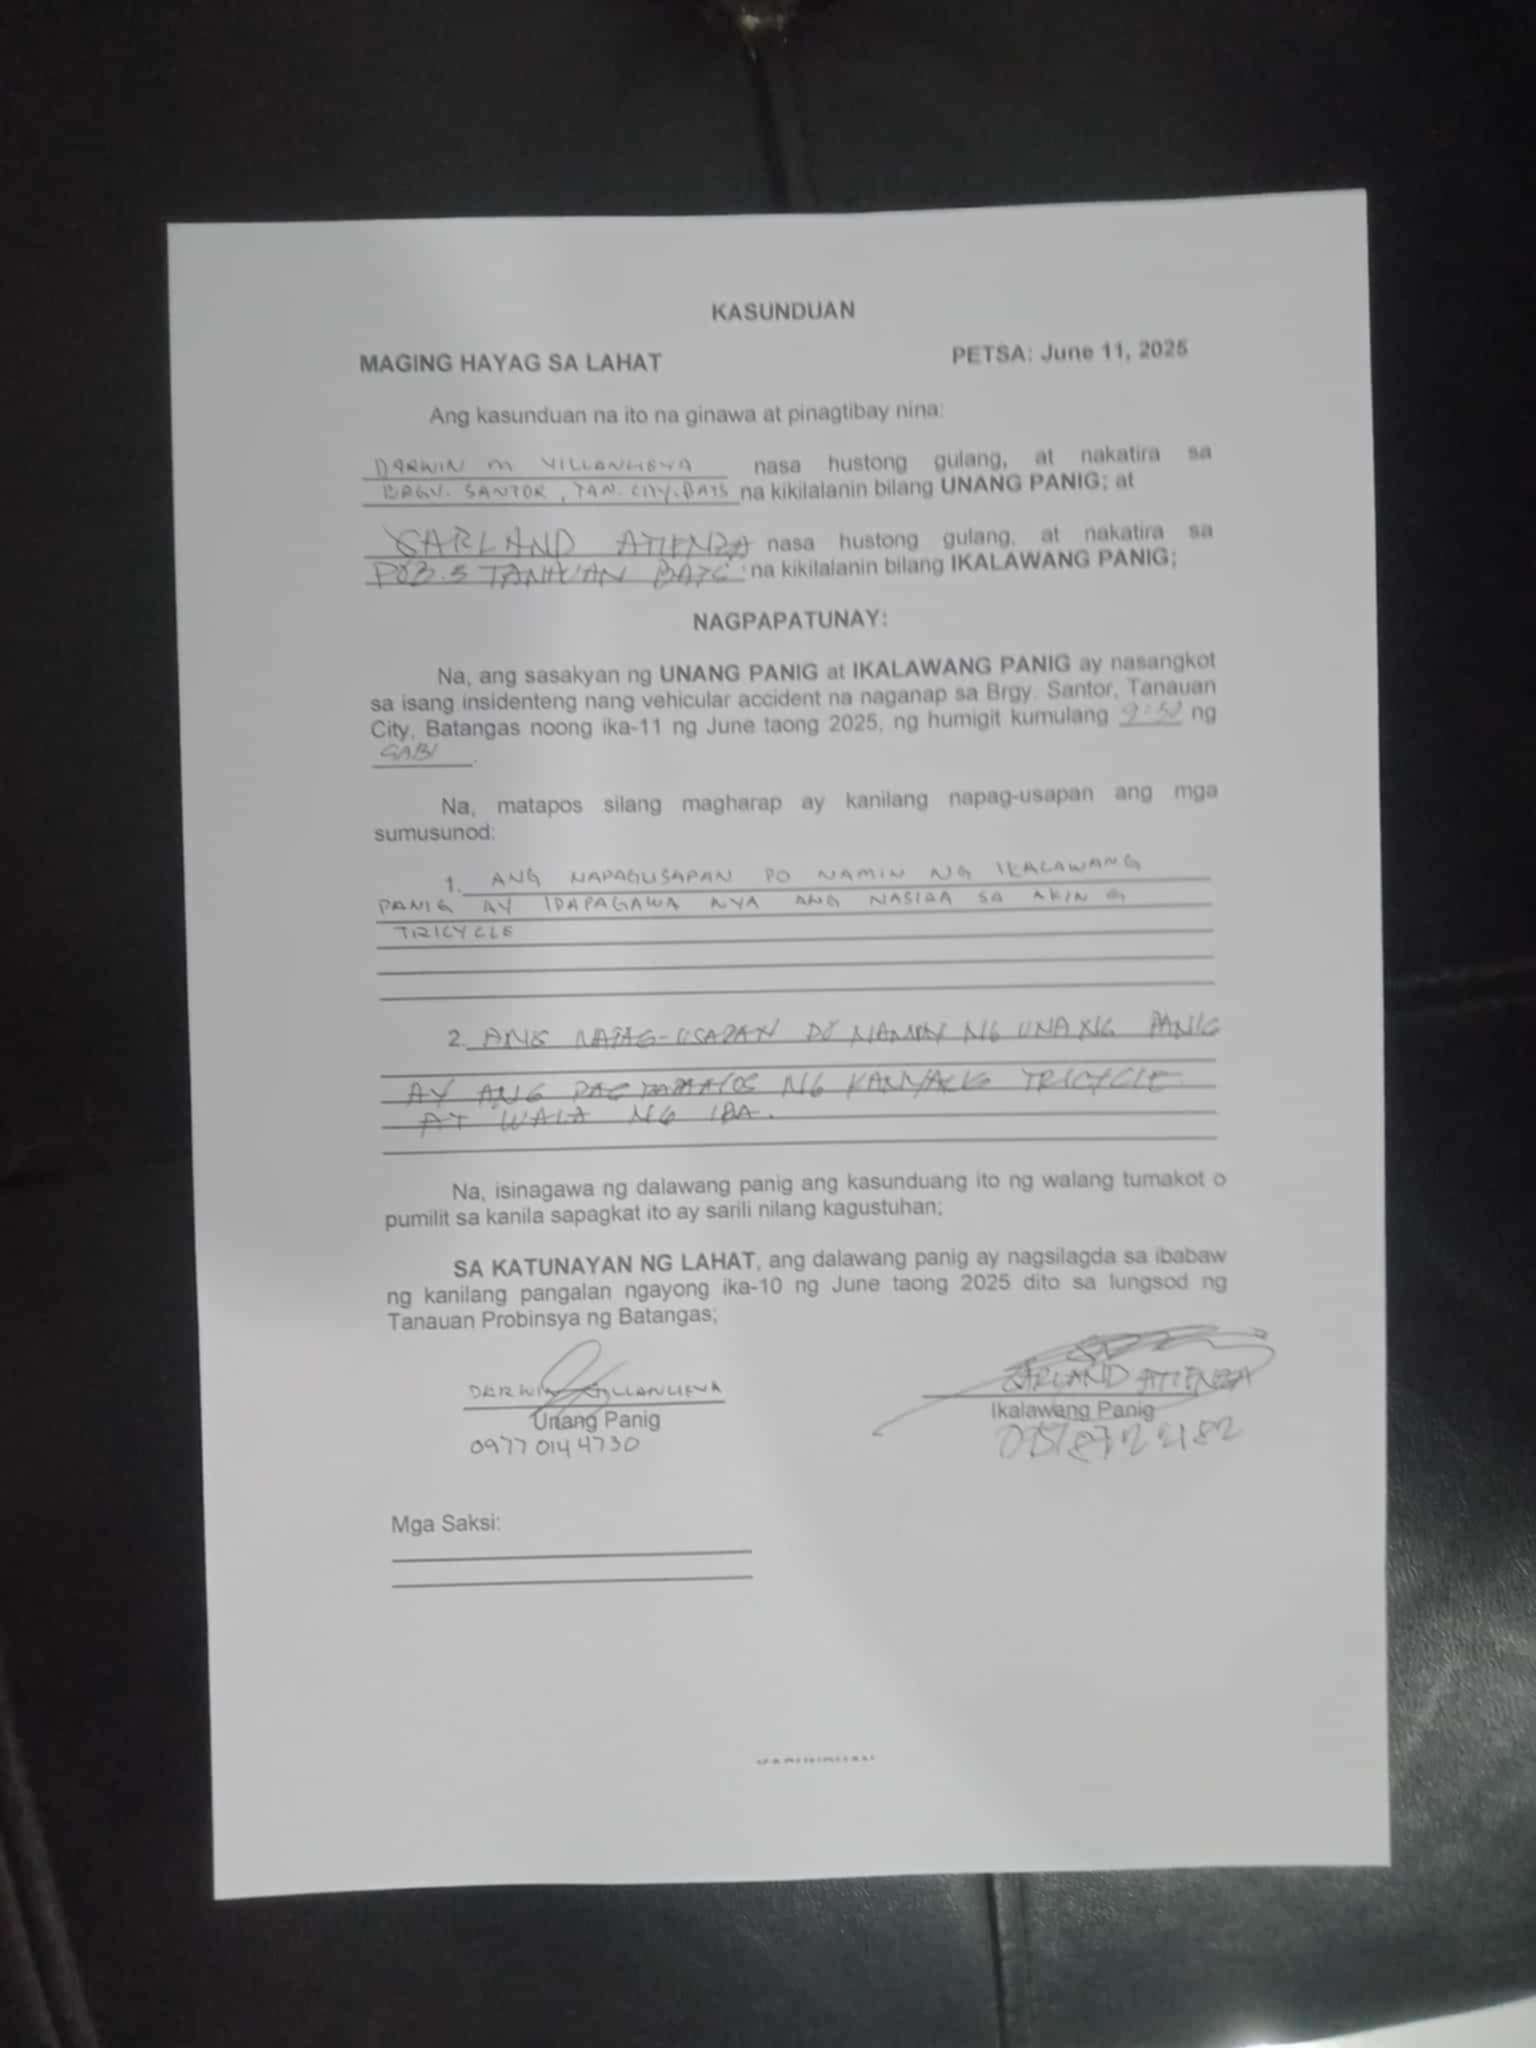 KASUNDUAN
MAGING HAYAG SA LAHAT PETSA: June 11, 2025
Ang kasunduan na ito na ginawa at pinagtibay nina:
DARWIN M VILLANUEVA nasa hustong gulang, at nakatira sa
BRGY. SANTOR, TAN. CITY. BATS na kikilalanin bilang UNANG PANIG; at
GARLAND ATIENZA nasa hustong gulang, at nakatira sa
POB. 5 TANAUAN na kikilalanin bilang IKALAWANG PANIG;
NAGPAPATUNAY:
Na, ang sasakyan ng UNANG PANIG at IKALAWANG PANIG ay nasangkot
sa isang insidenteng nang vehicular accident na naganap sa Brgy. Santor, Tanauan
City, Batangas noong ika-11 ng June taong 2025, ng humigit kumulang ng
GABI.
Na, matapos silang magharap ay kanilang napag-usapan ang mga
sumusunod:
1. ANG NAPAGUSAPAN PO NAMIN NG IKALAWANG
PANIG AY IPAPAGAWA NYA ANG NASIRA SA AKIN G
TRICYCLE
2. ANG NAPAG-USAPAN PO NAMIN NG UNANG PANIG
AY ANG NG KANYANG TRICYCLE
AT WALA NG IBA.
Na, isinagawa ng dalawang panig ang kasunduang ito ng walang tumakot o
pumilit sa kanila sapagkat ito ay sarili nilang kagustuhan;
SA KATUNAYAN NG LAHAT, ang dalawang panig ay nagsilagda sa ibabaw
ng kanilang pangalan ngayong ika-10 ng June taong 2025 dito sa lungsod ng
Tanauan Probinsya ng Batangas;
DARWIN VILLANUEVA GARLAND ATIENZA
Unang Panig Ikalawang Panig
0977 014 4730
Mga Saksi: